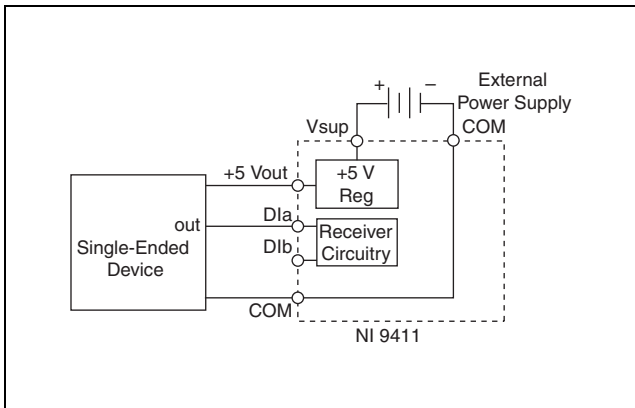 + −
External
Power Supply
Vsup
COM
+5 Vout
+5 V
Reg
out
DIa
DIb
Receiver
Circuitry
Single-Ended
Device
COM
NI 9411